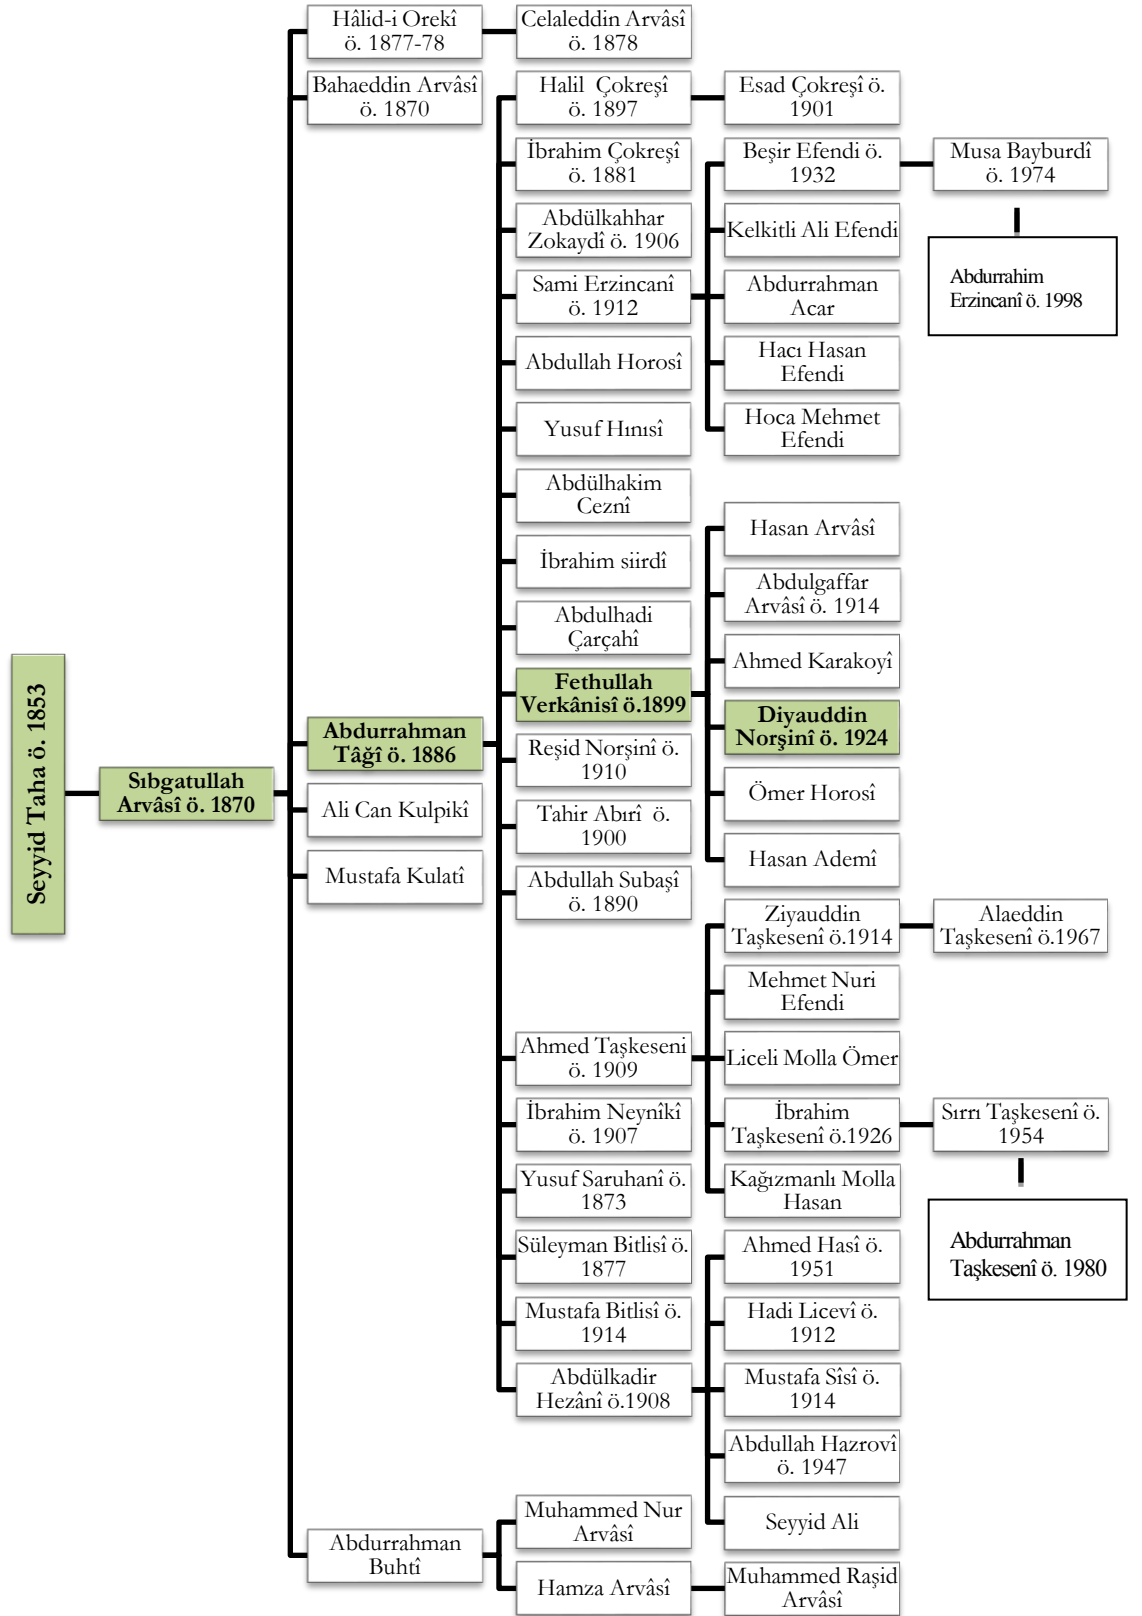 Seyyid Taha ö. 1853
Sıbgatullah
Arvâsî ö. 1870
Hâlid-i Orekî
ö. 1877-78
Celaleddin Arvâsî
ö. 1878
Bahaeddin Arvâsî
ö. 1870
Abdurrahman
Tâğî ö. 1886
Halil Çokreşî
ö. 1897
Esad Çokreşî ö.
1901
İbrahim Çokreşî
ö. 1881
Abdülkahhar
Zokaydî ö. 1906
Sami Erzincanî
ö. 1912
Beşir Efendi ö.
1932
Musa Bayburdî
ö. 1974
Abdurrahim
Erzincanî ö. 1998
Kelkitli Ali Efendi
Abdurrahman
Acar
Hacı Hasan
Efendi
Hoca Mehmet
Efendi
Abdullah Horosî
Yusuf Hınısî
Abdülhakim
Ceznî
İbrahim siirdî
Abdulhadi
Çarçahî
Fethullah
Verkânisî ö.1899
Hasan Arvâsî
Abdulgaffar
Arvâsî ö. 1914
Ahmed Karakoyî
Diyauddin
Norşinî ö. 1924
Ömer Horosî
Hasan Ademî
Reşid Norşinî ö.
1910
Tahir Abırî ö.
1900
Abdullah Subaşî
ö. 1890
Ahmed Taşkeseni
ö. 1909
Ziyauddin
Taşkesenî ö.1914
Alaeddin
Taşkesenî ö.1967
Mehmet Nuri
Efendi
Liceli Molla Ömer
İbrahim
Taşkesenî ö.1926
Sırrı Taşkesenî ö.
1954
Abdurrahman
Taşkesenî ö. 1980
Kağızmanlı Molla
Hasan
İbrahim Neynîkî
ö. 1907
Yusuf Saruhanî ö.
1873
Süleyman Bitlisî ö.
1877
Mustafa Bitlisî ö.
1914
Abdülkadir
Hezânî ö.1908
Ahmed Hasî ö.
1951
Hadi Licevî ö.
1912
Mustafa Sîsî ö.
1914
Abdullah Hazrovî
ö. 1947
Seyyid Ali
Ali Can Kulpikî
Mustafa Kulatî
Abdurrahman
Buhtî
Muhammed Nur
Arvâsî
Hamza Arvâsî
Muhammed Raşid
Arvâsî